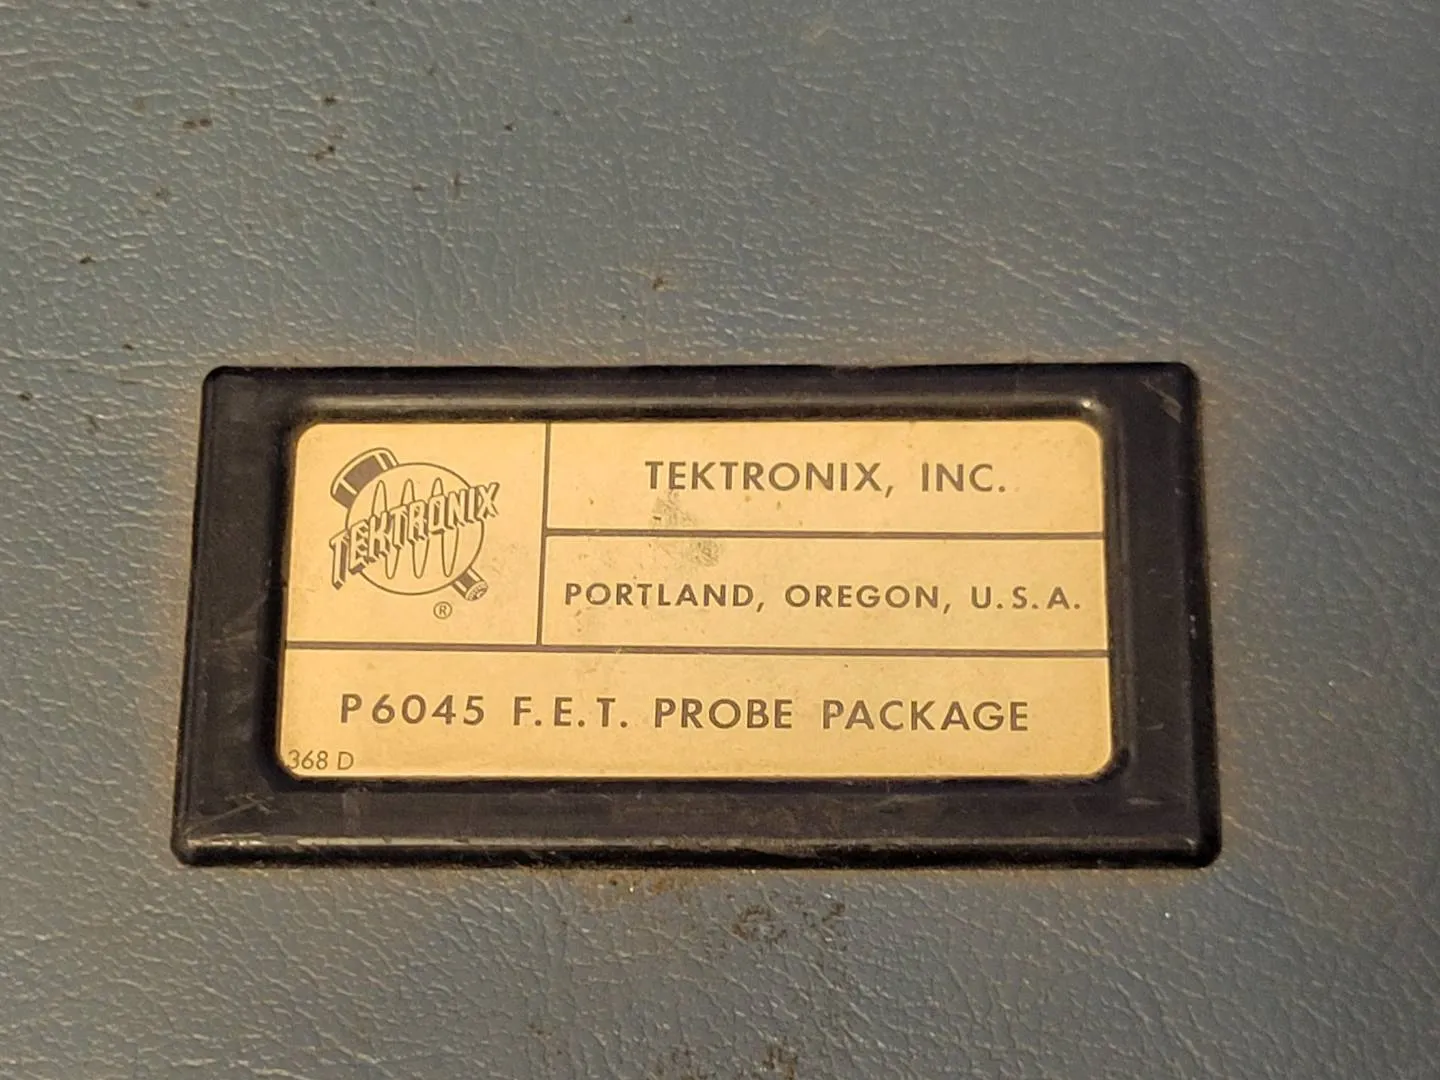 TEKTRONIX
®
TEKTRONIX, INC.
PORTLAND, OREGON, U.S.A.
P6045 F.E.T. PROBE PACKAGE
368 D